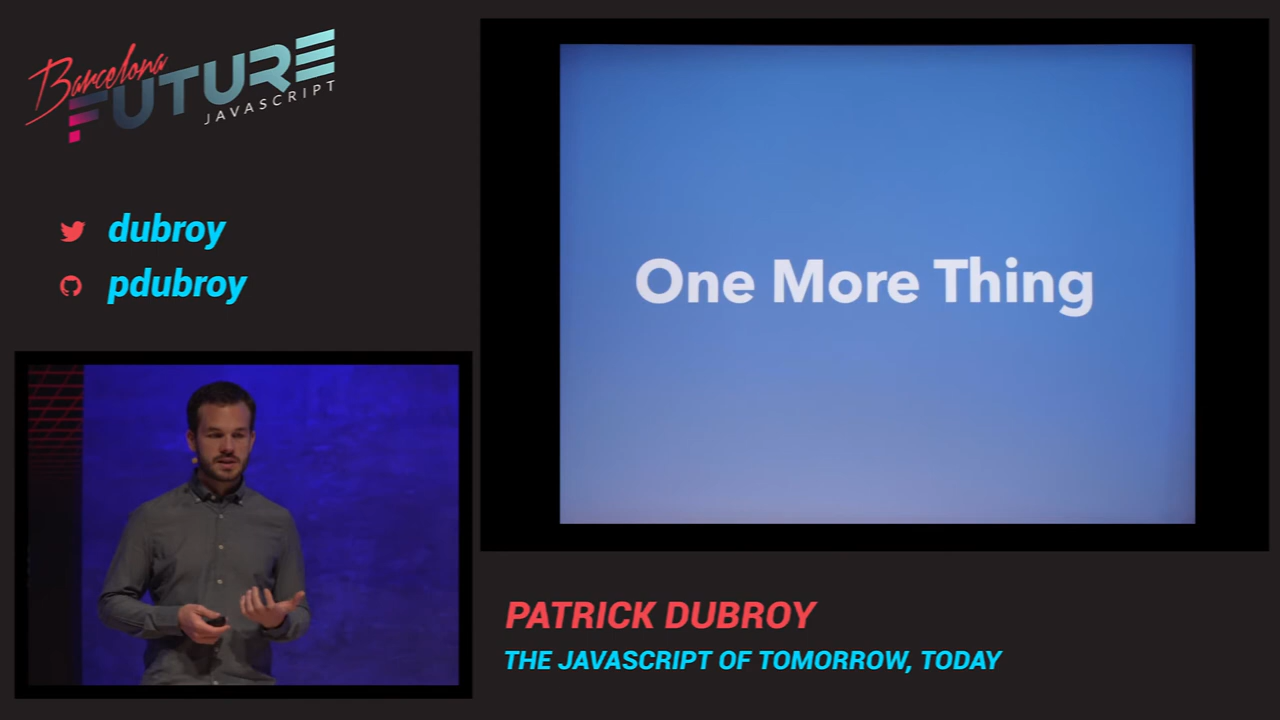 Barcelona
FUTURE
JAVASCRIPT
dubroy
pdubroy
One More Thing
PATRICK DUBROY
THE JAVASCRIPT OF TOMORROW, TODAY